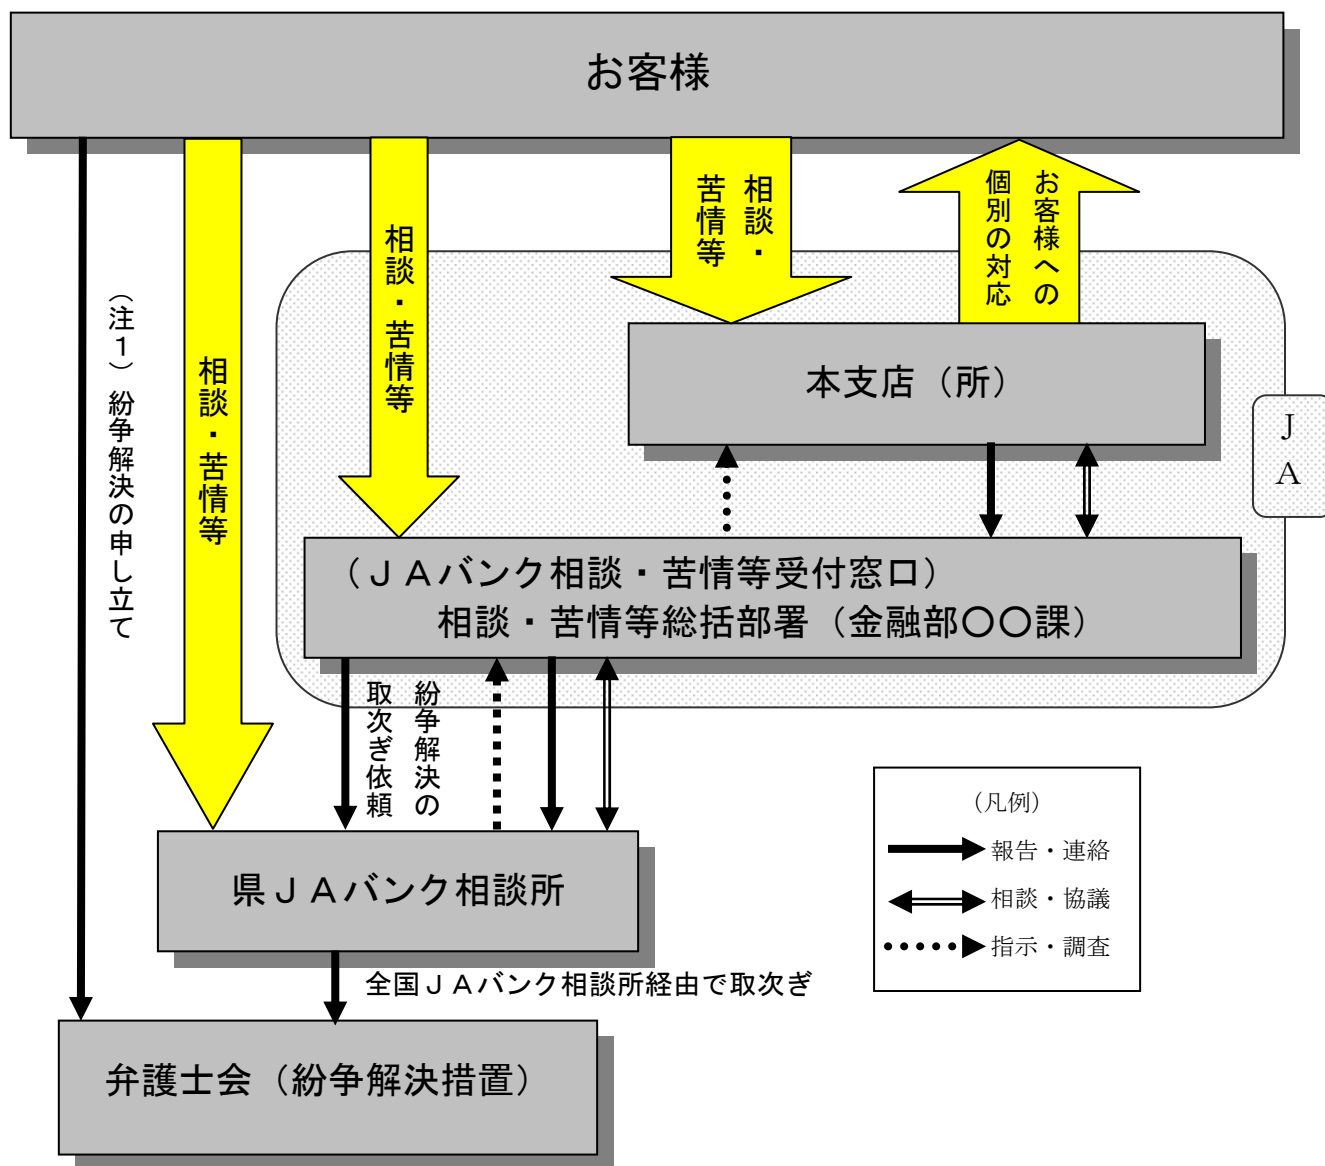 お客様
(注1) 紛争解決の申し立て
相談・苦情等
相談・苦情等
相談・
苦情等
お客様への
個別の対応
本支店(所)
JA
(JAバンク相談・苦情等受付窓口)
相談・苦情等総括部署(金融部〇〇課)
紛争解決の
取次ぎ依頼
県JAバンク相談所
全国JAバンク相談所経由で取次ぎ
弁護士会(紛争解決措置)
(凡例)
報告・連絡
相談・協議
指示・調査